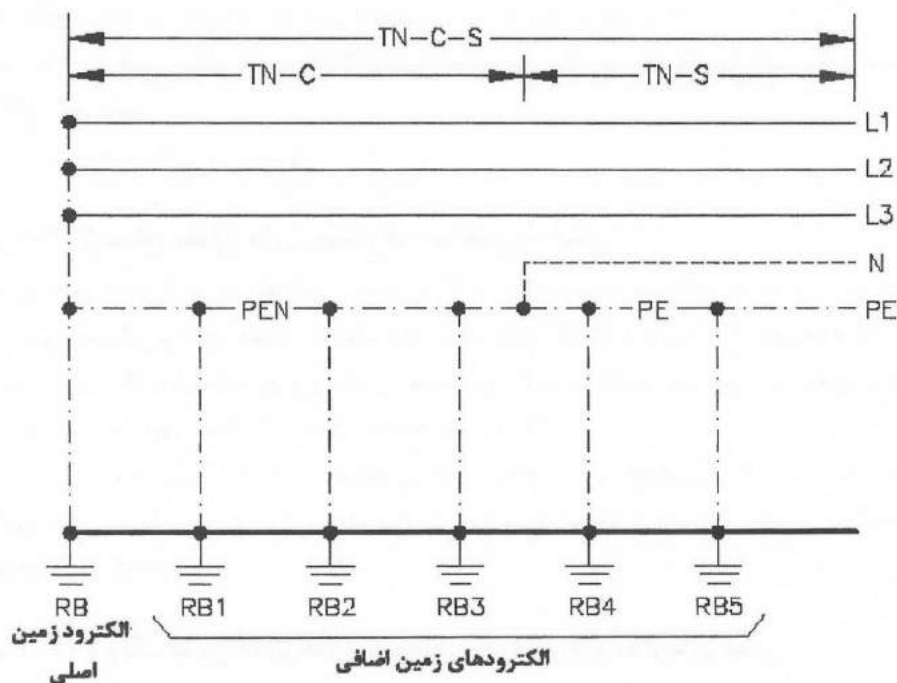 TN-C-S
TN-C TN-S
L1
L2
L3
N
PEN PE PE
RB RB1 RB2 RB3 RB4 RB5
الکترود زمین
اصلی
الکترودهای زمین اضافی